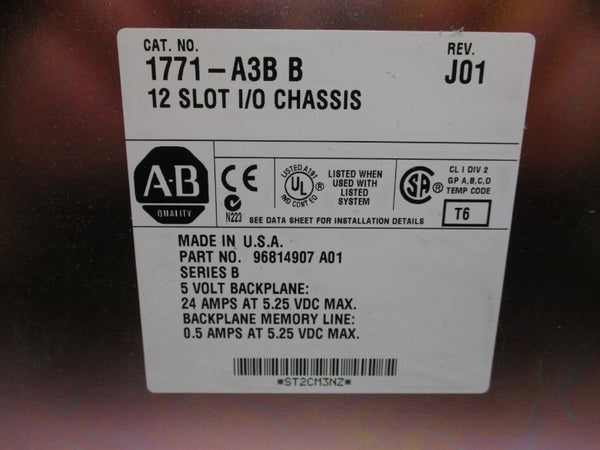 CAT. NO.
REV.
1771-A3B B
J01
12 SLOT I/O CHASSIS
A-B
QUALITY
CE
N223
LISTED A191
UL
IND CONT EQ
®
LISTED WHEN
USED WITH
LISTED
SYSTEM
SA
®
CL I DIV 2
GP A,B,C,D
TEMP CODE
T6
SEE DATA SHEET FOR INSTALLATION DETAILS
MADE IN U.S.A.
PART NO. 96814907 A01
SERIES B
5 VOLT BACKPLANE:
24 AMPS AT 5.25 VDC MAX.
BACKPLANE MEMORY LINE:
0.5 AMPS AT 5.25 VDC MAX.
*ST2CM3NZ*